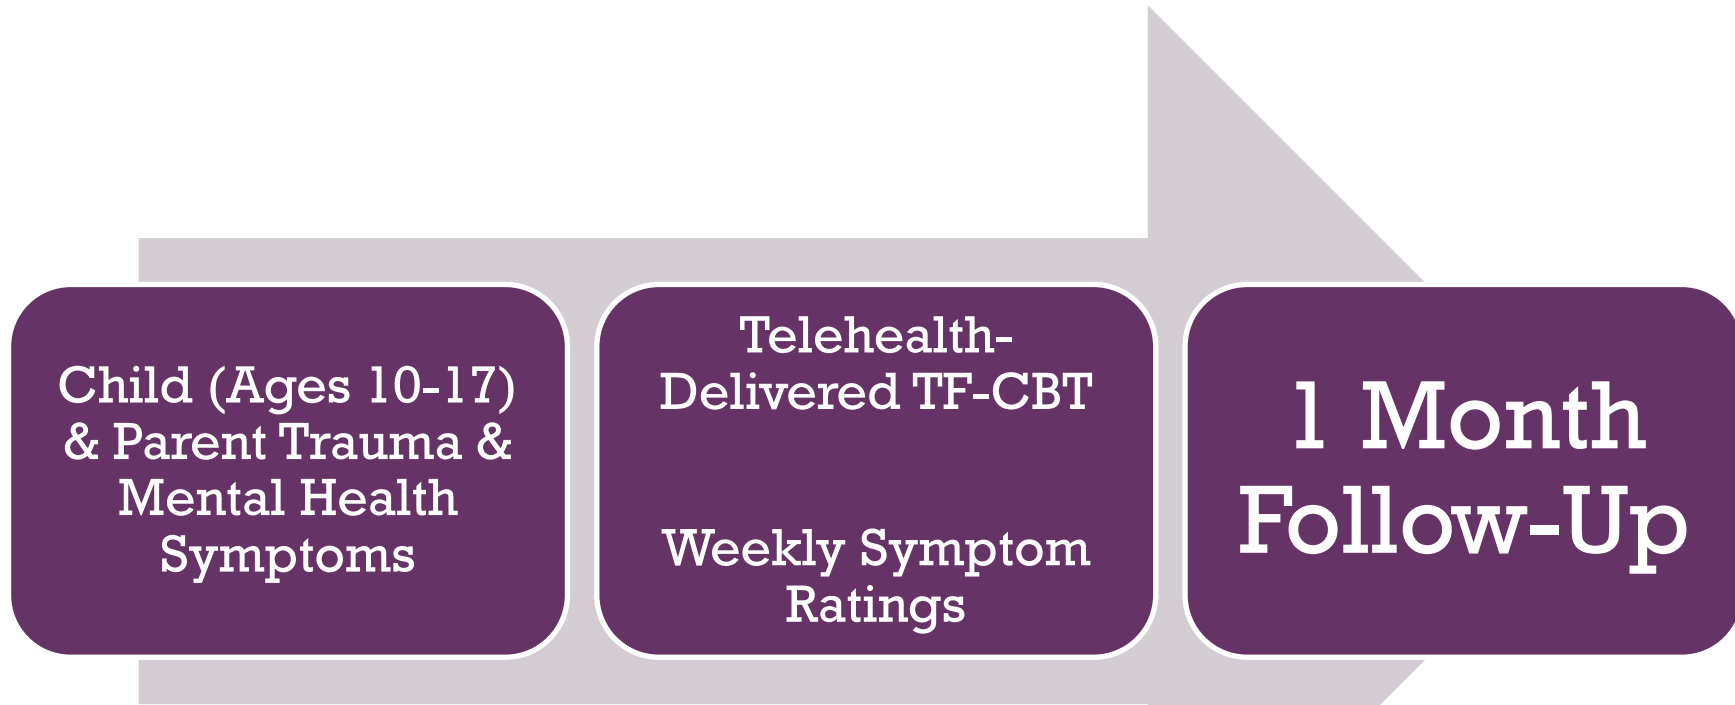 Child (Ages 10-17)
& Parent Trauma &
Mental Health
Symptoms
Telehealth-
Delivered TF-CBT
Weekly Symptom
Ratings
1 Month
Follow-Up